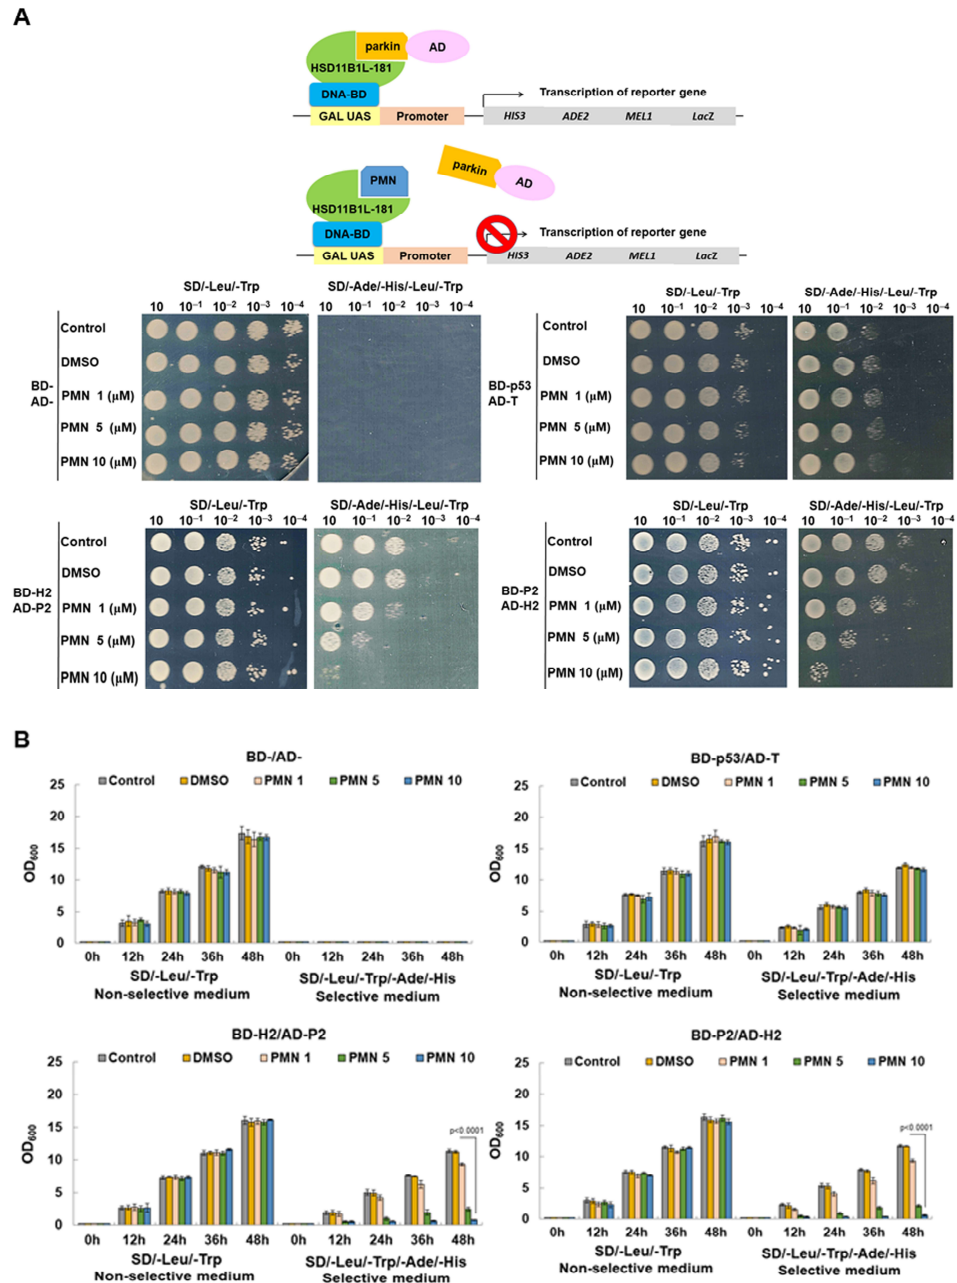 A
parkin
AD
HSD11B1L-181
DNA-BD
GAL UAS
Promoter
Transcription of reporter gene
HIS3 ADE2 MEL1 LacZ
PMN
parkin
AD
HSD11B1L-181
DNA-BD
GAL UAS
Promoter
Transcription of reporter gene
HIS3 ADE2 MEL1 LacZ
SD/-Leu/-Trp
SD/-Ade/-His/-Leu/-Trp
10 10⁻¹ 10⁻² 10⁻³ 10⁻⁴
10 10⁻¹ 10⁻² 10⁻³ 10⁻⁴
BD-
AD-
Control
DMSO
PMN 1 (μM)
PMN 5 (μM)
PMN 10 (μM)
SD/-Leu/-Trp
SD/-Ade/-His/-Leu/-Trp
10 10⁻¹ 10⁻² 10⁻³ 10⁻⁴
10 10⁻¹ 10⁻² 10⁻³ 10⁻⁴
BD-p53
AD-T
Control
DMSO
PMN 1 (μM)
PMN 5 (μM)
PMN 10 (μM)
SD/-Leu/-Trp
SD/-Ade/-His/-Leu/-Trp
10 10⁻¹ 10⁻² 10⁻³ 10⁻⁴
10 10⁻¹ 10⁻² 10⁻³ 10⁻⁴
BD-H2
AD-P2
Control
DMSO
PMN 1 (μM)
PMN 5 (μM)
PMN 10 (μM)
SD/-Leu/-Trp
SD/-Ade/-His/-Leu/-Trp
10 10⁻¹ 10⁻² 10⁻³ 10⁻⁴
10 10⁻¹ 10⁻² 10⁻³ 10⁻⁴
BD-P2
AD-H2
Control
DMSO
PMN 1 (μM)
PMN 5 (μM)
PMN 10 (μM)
B
BD-/AD-
Control DMSO PMN 1 PMN 5 PMN 10
OD₆₀₀
25
20
15
10
5
0
0h 12h 24h 36h 48h 0h 12h 24h 36h 48h
SD/-Leu/-Trp
Non-selective medium
SD/-Leu/-Trp/-Ade/-His
Selective medium
BD-p53/AD-T
Control DMSO PMN 1 PMN 5 PMN 10
OD₆₀₀
25
20
15
10
5
0
0h 12h 24h 36h 48h 0h 12h 24h 36h 48h
SD/-Leu/-Trp
Non-selective medium
SD/-Leu/-Trp/-Ade/-His
Selective medium
BD-H2/AD-P2
Control DMSO PMN 1 PMN 5 PMN 10
OD₆₀₀
25
20
15
10
5
0
p<0.0001
0h 12h 24h 36h 48h 0h 12h 24h 36h 48h
SD/-Leu/-Trp
Non-selective medium
SD/-Leu/-Trp/-Ade/-His
Selective medium
BD-P2/AD-H2
Control DMSO PMN 1 PMN 5 PMN 10
OD₆₀₀
25
20
15
10
5
0
p<0.0001
0h 12h 24h 36h 48h 0h 12h 24h 36h 48h
SD/-Leu/-Trp
Non-selective medium
SD/-Leu/-Trp/-Ade/-His
Selective medium